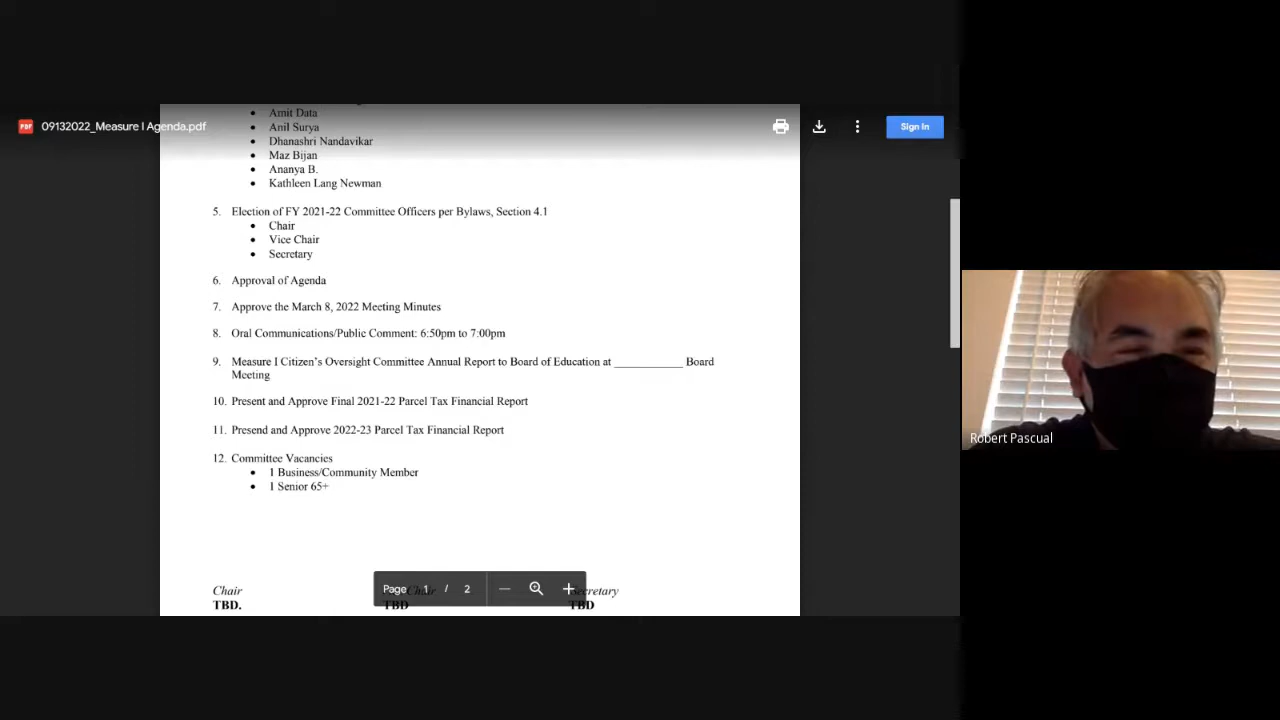 Amit Data
09132022_Measure I Agenda.pdf
Anil Surya
Sign In
Dhanashri Nandavikar
Maz Bijan
Ananya B.
Kathleen Lang Newman
5. Election of FY 2021-22 Committee Officers per Bylaws, Section 4.1
Chair
Vice Chair
Secretary
6. Approval of Agenda
7. Approve the March 8, 2022 Meeting Minutes
8. Oral Communications/Public Comment: 6:50pm to 7:00pm
9. Measure I Citizen's Oversight Committee Annual Report to Board of Education at ____________ Board
Meeting
10. Present and Approve Final 2021-22 Parcel Tax Financial Report
11. Presend and Approve 2022-23 Parcel Tax Financial Report
12. Committee Vacancies
1 Business/Community Member
1 Senior 65+
Robert Pascual
Page 1 / 2
Chair Chair Secretary
TBD. TBD TBD